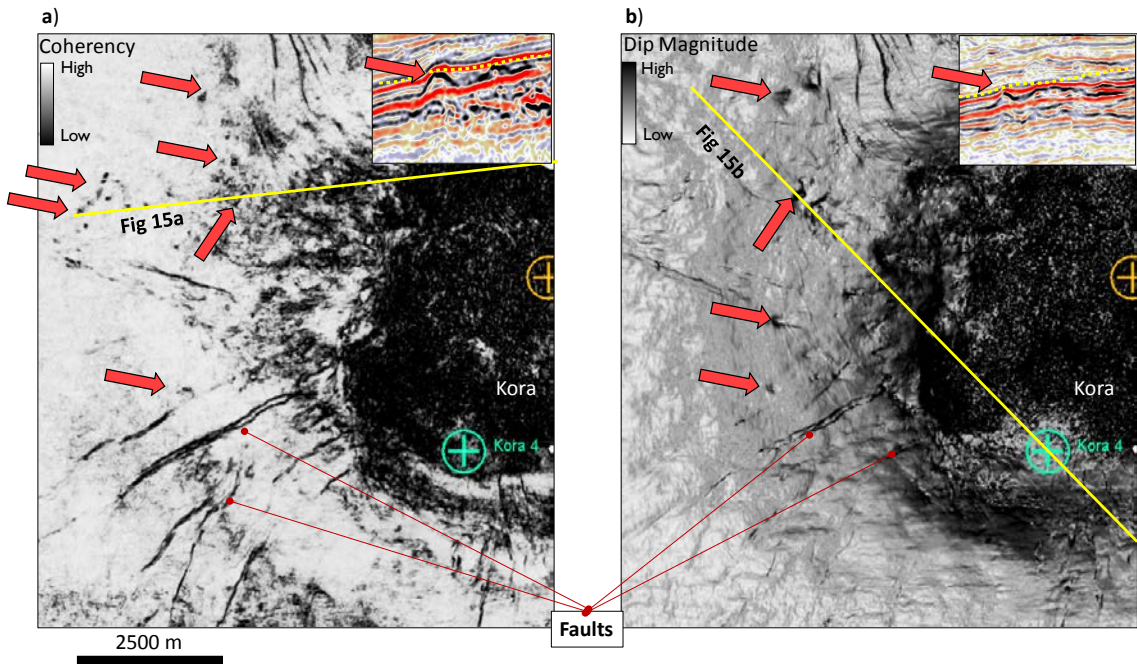 a)
b)
Coherency
High
Low
Fig 15a
Kora
Kora 4
Dip Magnitude
High
Low
Fig 15b
Kora
Kora 4
Faults
2500 m